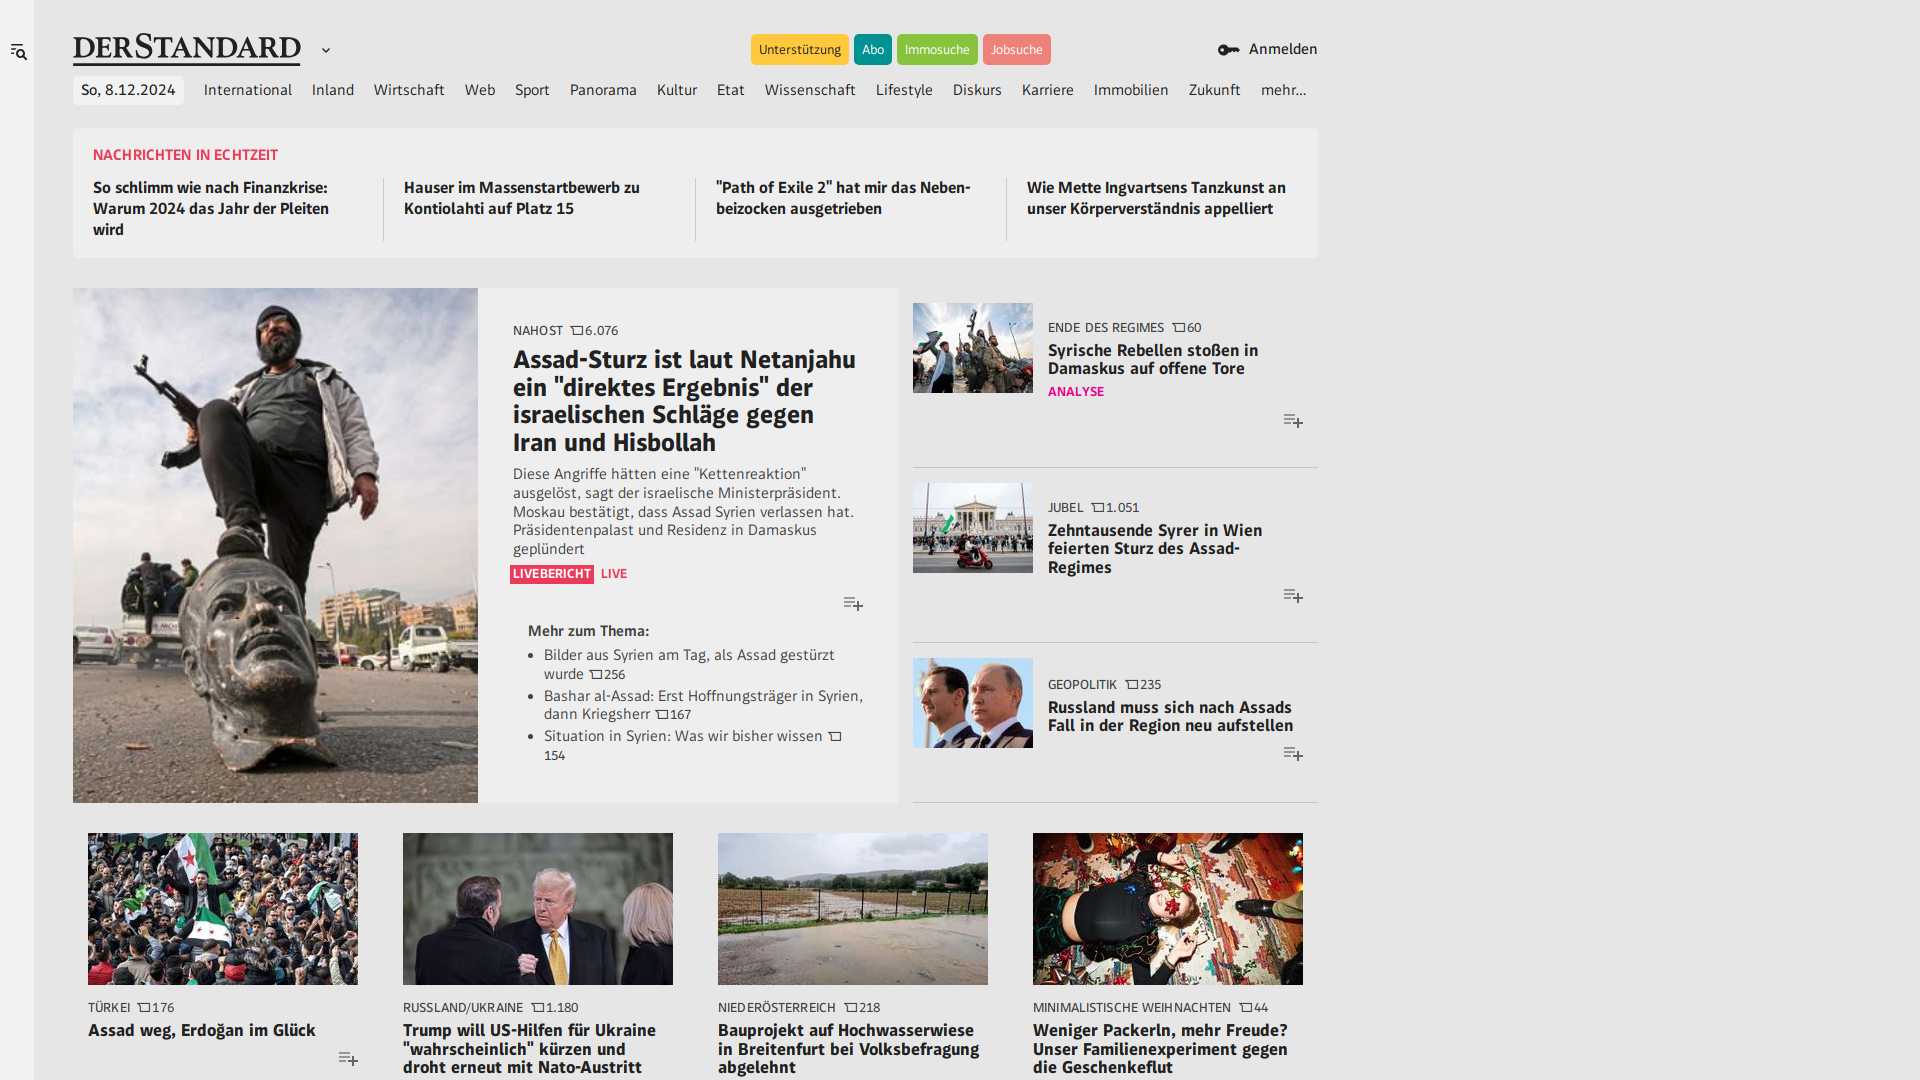 DERSTANDARD
Unterstützung
Abo
Immosuche
Jobsuche
Anmelden
So, 8.12.2024
International
Inland
Wirtschaft
Web
Sport
Panorama
Kultur
Etat
Wissenschaft
Lifestyle
Diskurs
Karriere
Immobilien
Zukunft
mehr...
NACHRICHTEN IN ECHTZEIT
So schlimm wie nach Finanzkrise:
Warum 2024 das Jahr der Pleiten
wird
Hauser im Massenstartbewerb zu
Kontiolahti auf Platz 15
"Path of Exile 2" hat mir das Neben-
beizocken ausgetrieben
Wie Mette Ingvartsens Tanzkunst an
unser Körperverständnis appelliert
NAHOST 6.076
Assad-Sturz ist laut Netanjahu
ein "direktes Ergebnis" der
israelischen Schläge gegen
Iran und Hisbollah
Diese Angriffe hätten eine "Kettenreaktion"
ausgelöst, sagt der israelische Ministerpräsident.
Moskau bestätigt, dass Assad Syrien verlassen hat.
Präsidentenpalast und Residenz in Damaskus
geplündert
LIVEBERICHT LIVE
Mehr zum Thema:
Bilder aus Syrien am Tag, als Assad gestürzt
wurde 256
Bashar al-Assad: Erst Hoffnungsträger in Syrien,
dann Kriegsherr 167
Situation in Syrien: Was wir bisher wissen
154
ENDE DES REGIMES 60
Syrische Rebellen stoßen in
Damaskus auf offene Tore
ANALYSE
JUBEL 1.051
Zehntausende Syrer in Wien
feierten Sturz des Assad-
Regimes
GEOPOLITIK 235
Russland muss sich nach Assads
Fall in der Region neu aufstellen
TÜRKEI 176
Assad weg, Erdoğan im Glück
RUSSLAND/UKRAINE 1.180
Trump will US-Hilfen für Ukraine
"wahrscheinlich" kürzen und
droht erneut mit Nato-Austritt
NIEDERÖSTERREICH 218
Bauprojekt auf Hochwasserwiese
in Breitenfurt bei Volksbefragung
abgelehnt
MINIMALISTISCHE WEIHNACHTEN 44
Weniger Packerln, mehr Freude?
Unser Familienexperiment gegen
die Geschenkeflut